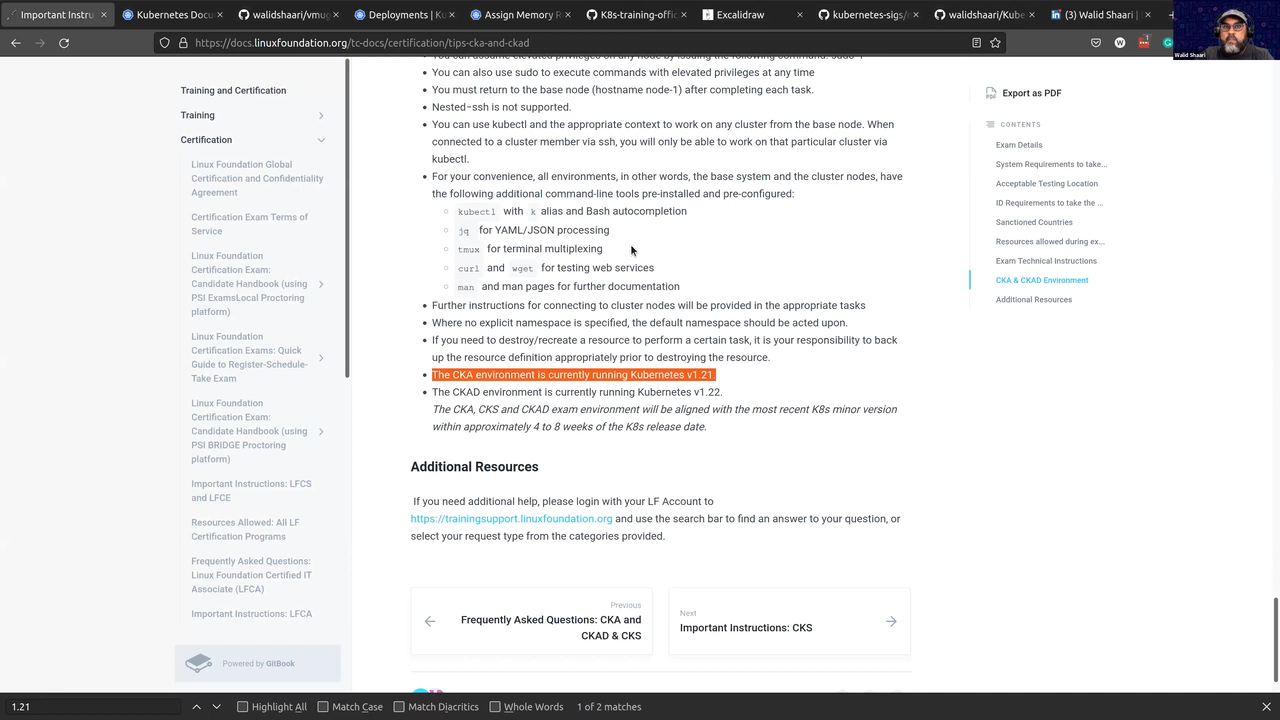 Important Instru
Kubernetes Docu
walidshaari/vmug
Deployments | Ku
Assign Memory R
K8s-training-offic
Excalidraw
kubernetes-sigs/
walidshaari/Kube
(3) Walid Shaari |
https://docs.linuxfoundation.org/tc-docs/certification/tips-cka-and-ckad
Walid Shaari
Training and Certification
Training
Certification
Linux Foundation Global
Certification and Confidentiality
Agreement
Certification Exam Terms of
Service
Linux Foundation
Certification Exam:
Candidate Handbook (using
PSI ExamsLocal Proctoring
platform)
Linux Foundation
Certification Exams: Quick
Guide to Register-Schedule-
Take Exam
Linux Foundation
Certification Exam:
Candidate Handbook (using
PSI BRIDGE Proctoring
platform)
Important Instructions: LFCS
and LFCE
Resources Allowed: All LF
Certification Programs
Frequently Asked Questions:
Linux Foundation Certified IT
Associate (LFCA)
Important Instructions: LFCA
Powered by GitBook
You can assume elevated privileges on any node by issuing the following command: sudo -i
You can also use sudo to execute commands with elevated privileges at any time
You must return to the base node (hostname node-1) after completing each task.
Nested−ssh is not supported.
You can use kubectl and the appropriate context to work on any cluster from the base node. When
connected to a cluster member via ssh, you will only be able to work on that particular cluster via
kubectl.
For your convenience, all environments, in other words, the base system and the cluster nodes, have
the following additional command-line tools pre-installed and pre-configured:
kubectl with k alias and Bash autocompletion
jq for YAML/JSON processing
tmux for terminal multiplexing
curl and wget for testing web services
man and man pages for further documentation
Further instructions for connecting to cluster nodes will be provided in the appropriate tasks
Where no explicit namespace is specified, the default namespace should be acted upon.
If you need to destroy/recreate a resource to perform a certain task, it is your responsibility to back
up the resource definition appropriately prior to destroying the resource.
The CKA environment is currently running Kubernetes v1.21.
The CKAD environment is currently running Kubernetes v1.22.
The CKA, CKS and CKAD exam environment will be aligned with the most recent K8s minor version
within approximately 4 to 8 weeks of the K8s release date.
Additional Resources
If you need additional help, please login with your LF Account to
https://trainingsupport.linuxfoundation.org and use the search bar to find an answer to your question, or
select your request type from the categories provided.
Previous
Frequently Asked Questions: CKA and
CKAD & CKS
Next
Important Instructions: CKS
PDF
Export as PDF
CONTENTS
Exam Details
System Requirements to take...
Acceptable Testing Location
ID Requirements to take the ...
Sanctioned Countries
Resources allowed during ex...
Exam Technical Instructions
CKA & CKAD Environment
Additional Resources
1.21
Highlight All
Match Case
Match Diacritics
Whole Words
1 of 2 matches